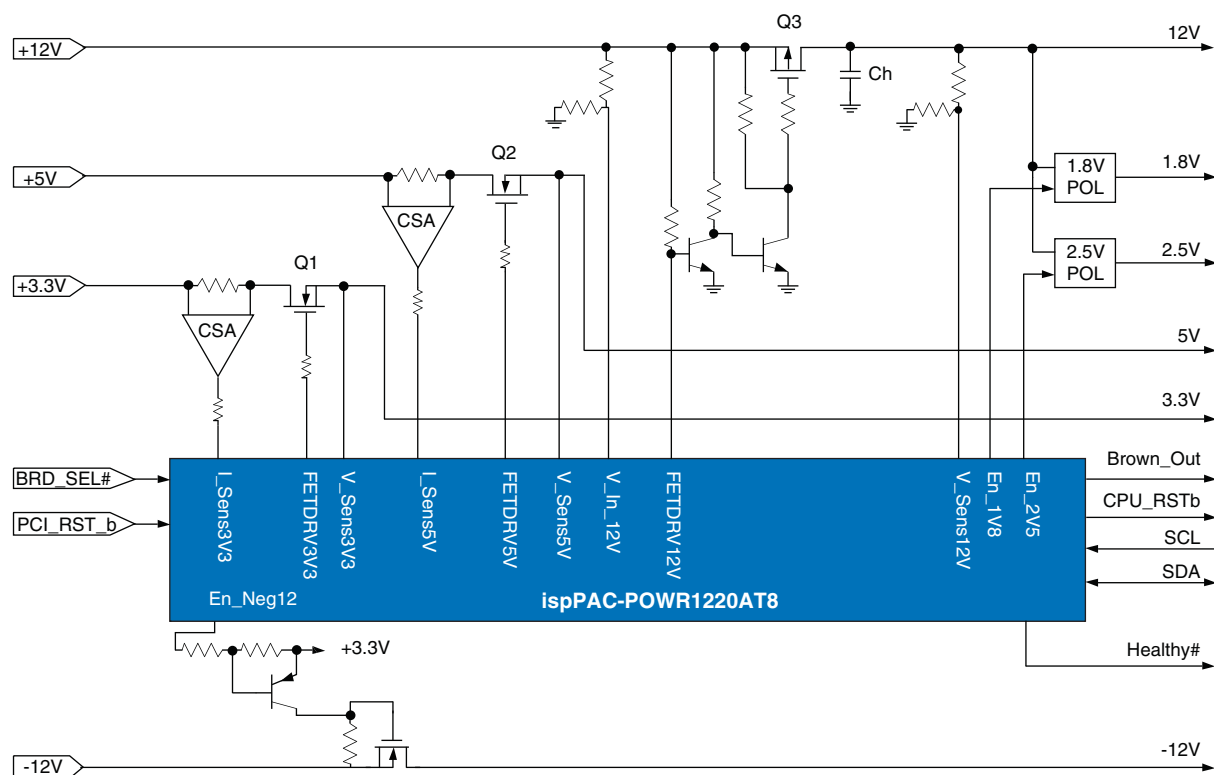 Q3
+12V
12V
Ch
Q2
+5V
1.8V
POL
1.8V
CSA
2.5V
POL
2.5V
Q1
+3.3V
CSA
5V
3.3V
BRD_SEL#
PCI_RST_b
I_Sens3V3
FETDRV3V3
V_Sens3V3
I_Sens5V
FETDRV5V
V_Sens5V
V_In_12V
FETDRV12V
V_Sens12V
En_1V8
En_2V5
Brown_Out
CPU_RSTb
SCL
SDA
En_Neg12
ispPAC-POWR1220AT8
+3.3V
Healthy#
-12V
-12V